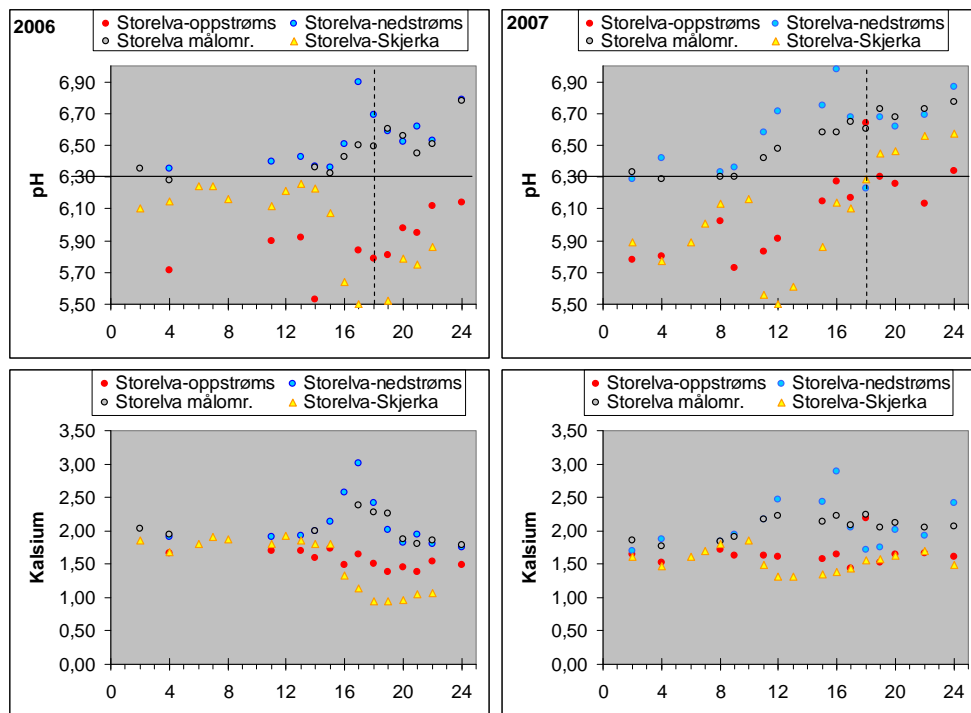 2006
Storelva-oppstrøms Storelva-nedstrøms
Storelva målomr. Storelva-Skjerka
6,90
6,70
6,50
6,30
6,10
5,90
5,70
5,50
pH
0 4 8 12 16 20 24
2007
Storelva-oppstrøms Storelva-nedstrøms
Storelva målomr. Storelva-Skjerka
6,90
6,70
6,50
6,30
6,10
5,90
5,70
5,50
pH
0 4 8 12 16 20 24
Storelva-oppstrøms Storelva-nedstrøms
Storelva målomr. Storelva-Skjerka
3,50
3,00
2,50
2,00
1,50
1,00
0,50
0,00
Kalsium
0 4 8 12 16 20 24
Storelva-oppstrøms Storelva-nedstrøms
Storelva målomr. Storelva-Skjerka
3,50
3,00
2,50
2,00
1,50
1,00
0,50
0,00
Kalsium
0 4 8 12 16 20 24